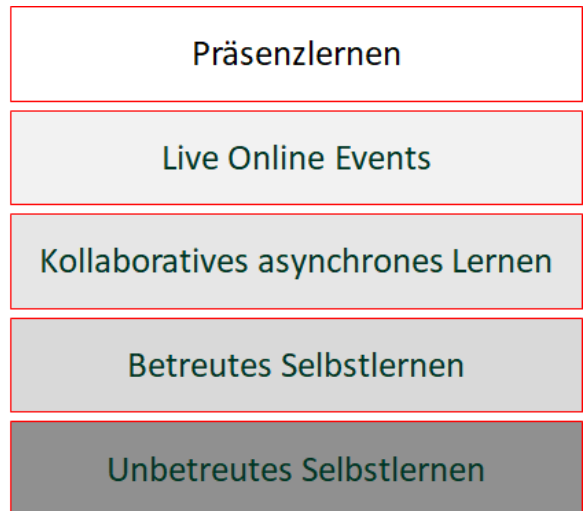 Präsenzlernen
Live Online Events
Kollaboratives asynchrones Lernen
Betreutes Selbstlernen
Unbetreutes Selbstlernen